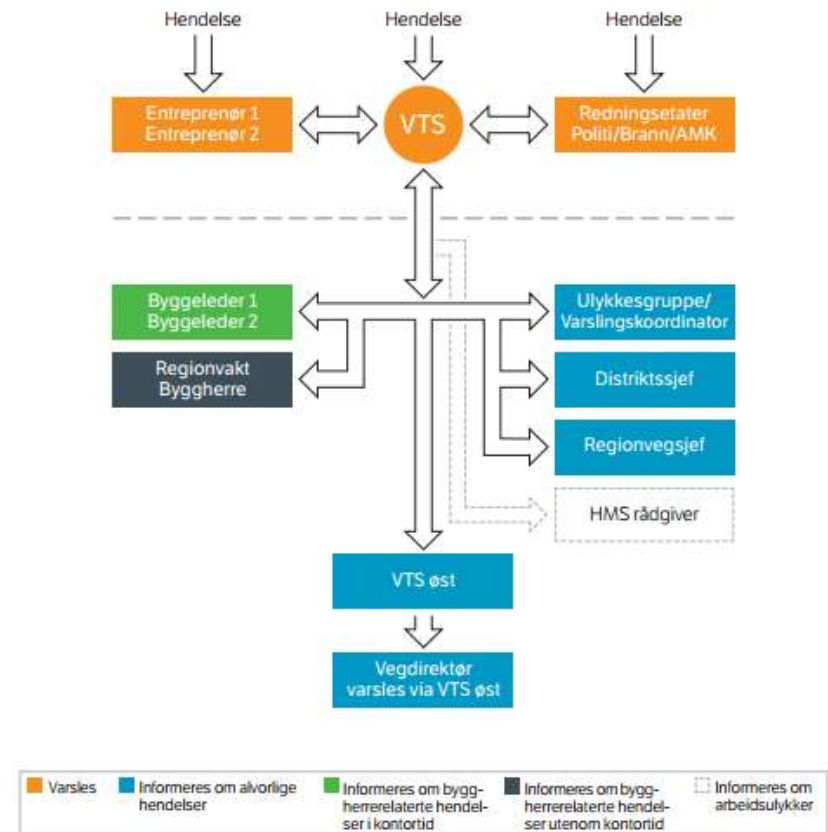 Hendelse
Hendelse
Hendelse
Entreprenør 1
Entreprenør 2
VTS
Redningsetater
Politi/Brann/AMK
Byggeleder 1
Byggeleder 2
Ulykkesgruppe/
Varslingskoordinator
Regionvakt
Byggherre
Distriktssjef
Regionvegsjef
HMS rådgiver
VTS øst
Vegdirektør
varsles via VTS øst
Varsles
Informeres om alvorlige
hendelser
Informeres om bygg-
herrerelaterte hendel-
ser i kontortid
Informeres om bygg-
herrerelaterte hendel-
ser utenom kontortid
Informeres om
arbeidsulykker